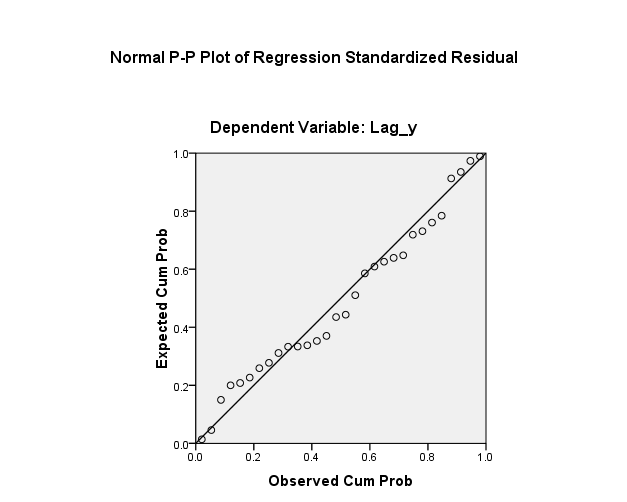 Normal P-P Plot of Regression Standardized Residual
Dependent Variable: Lag_y
Expected Cum Prob
1.0
0.8
0.6
0.4
0.2
0.0
0.0 0.2 0.4 0.6 0.8 1.0
Observed Cum Prob